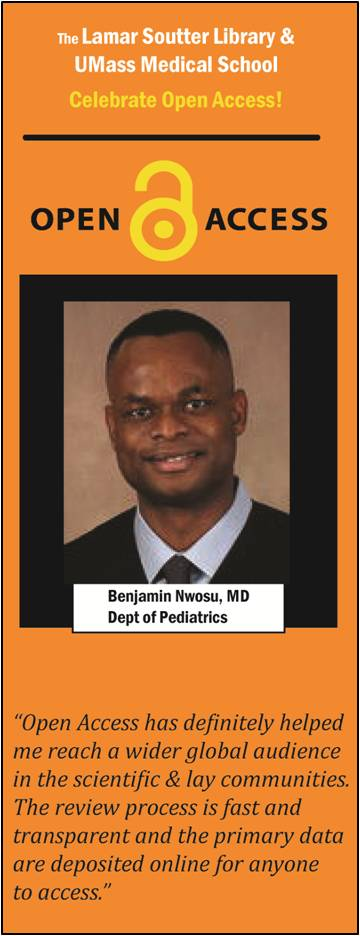 The Lamar Soutter Library &
UMass Medical School
Celebrate Open Access!
OPEN ACCESS
Benjamin Nwosu, MD
Dept of Pediatrics
“Open Access has definitely helped
me reach a wider global audience
in the scientific & lay communities.
The review process is fast and
transparent and the primary data
are deposited online for anyone
to access.”